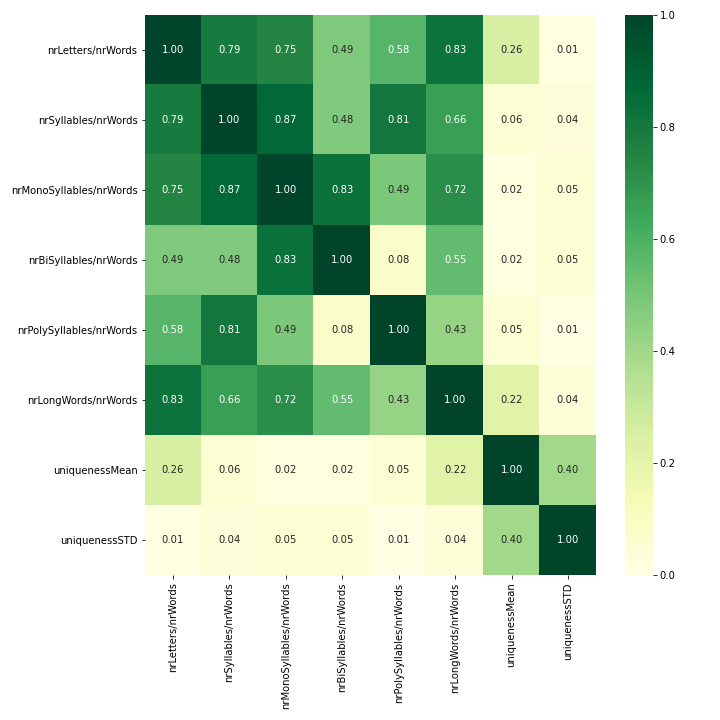 nrLetters/nrWords 1.00 0.79 0.75 0.49 0.58 0.83 0.26 0.01
nrSyllables/nrWords 0.79 1.00 0.87 0.48 0.81 0.66 0.06 0.04
nrMonoSyllables/nrWords 0.75 0.87 1.00 0.83 0.49 0.72 0.02 0.05
nrBiSyllables/nrWords 0.49 0.48 0.83 1.00 0.08 0.55 0.02 0.05
nrPolySyllables/nrWords 0.58 0.81 0.49 0.08 1.00 0.43 0.05 0.01
nrLongWords/nrWords 0.83 0.66 0.72 0.55 0.43 1.00 0.22 0.04
uniquenessMean 0.26 0.06 0.02 0.02 0.05 0.22 1.00 0.40
uniquenessSTD 0.01 0.04 0.05 0.05 0.01 0.04 0.40 1.00
nrLetters/nrWords
nrSyllables/nrWords
nrMonoSyllables/nrWords
nrBiSyllables/nrWords
nrPolySyllables/nrWords
nrLongWords/nrWords
uniquenessMean
uniquenessSTD
1.0
0.8
0.6
0.4
0.2
0.0